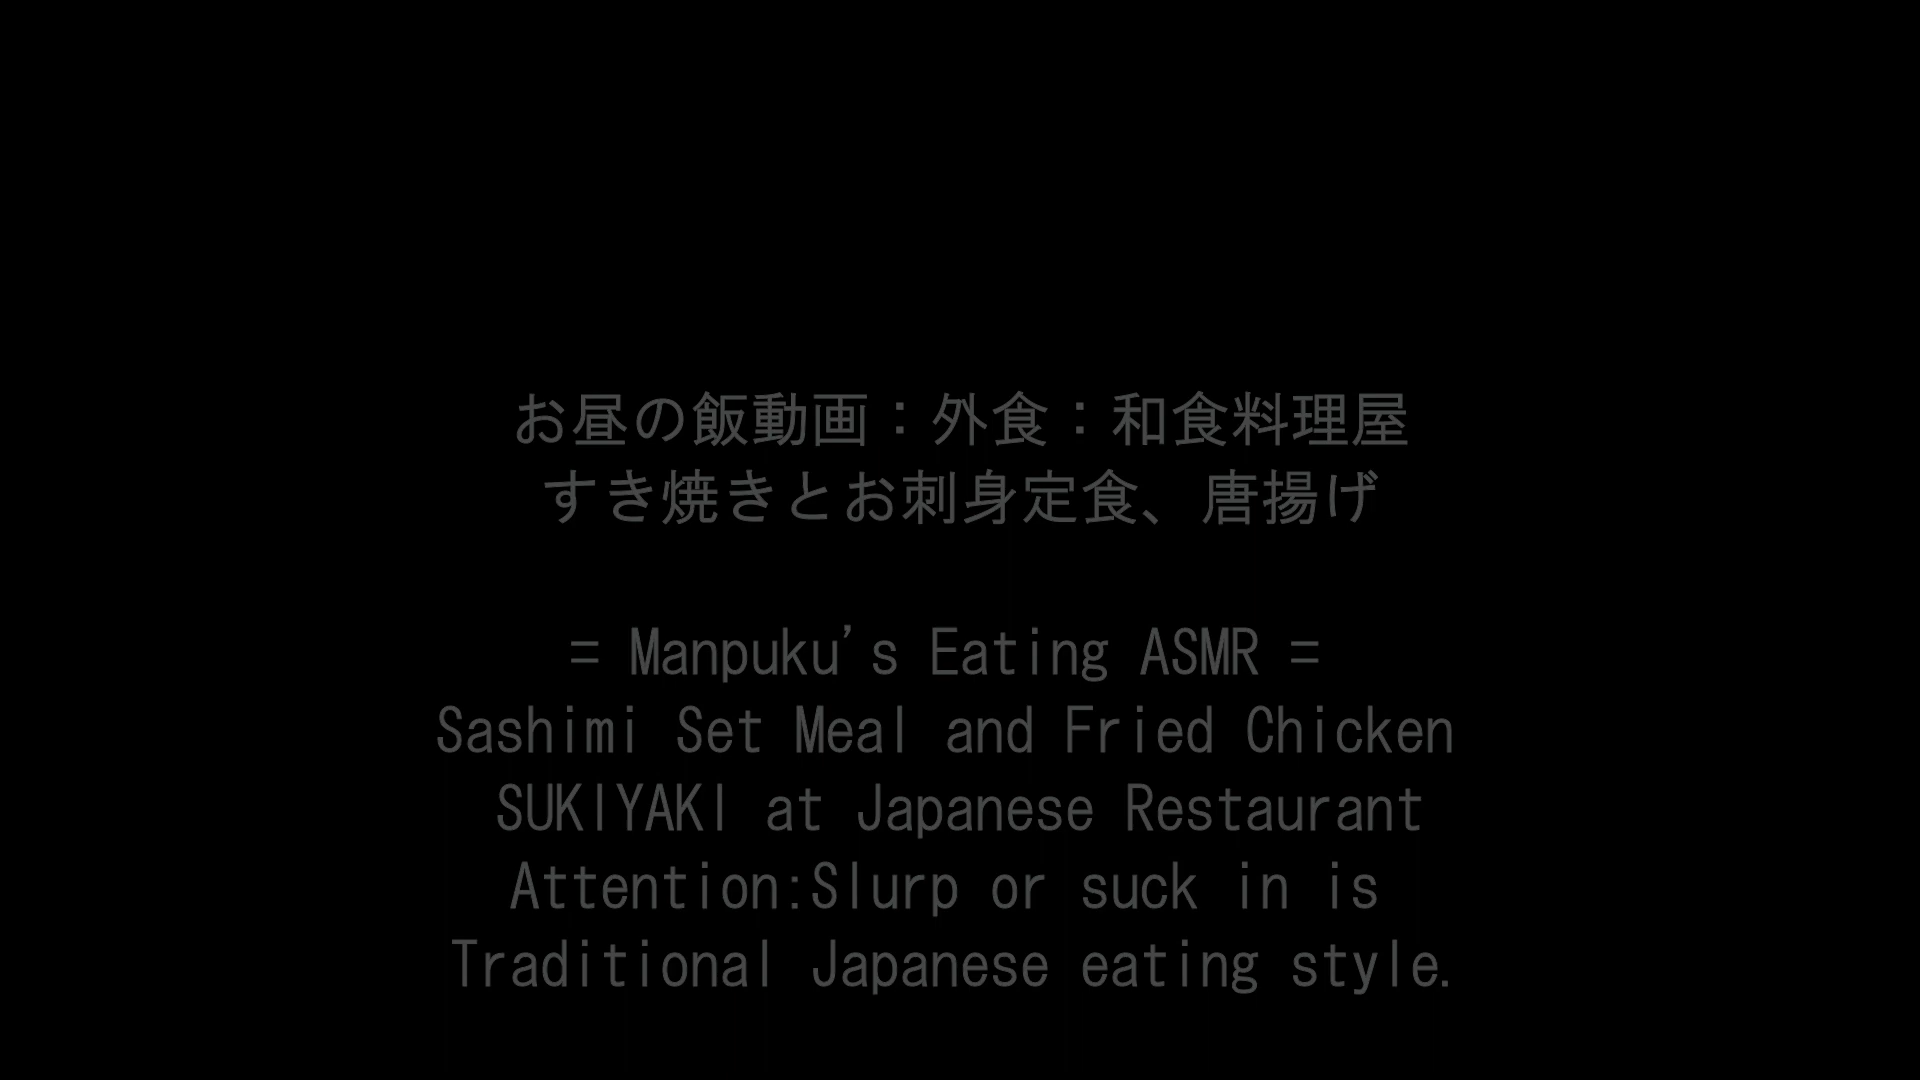 お昼の飯動画：外食：和食料理屋
すき焼きとお刺身定食、唐揚げ
= Manpuku's Eating ASMR =
Sashimi Set Meal and Fried Chicken
SUKIYAKI at Japanese Restaurant
Attention:Slurp or suck in is
Traditional Japanese eating style.